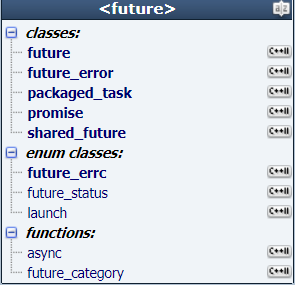 <future>
classes:
future C++11
future_error C++11
packaged_task C++11
promise C++11
shared_future C++11
enum classes:
future_errc C++11
future_status C++11
launch C++11
functions:
async C++11
future_category C++11